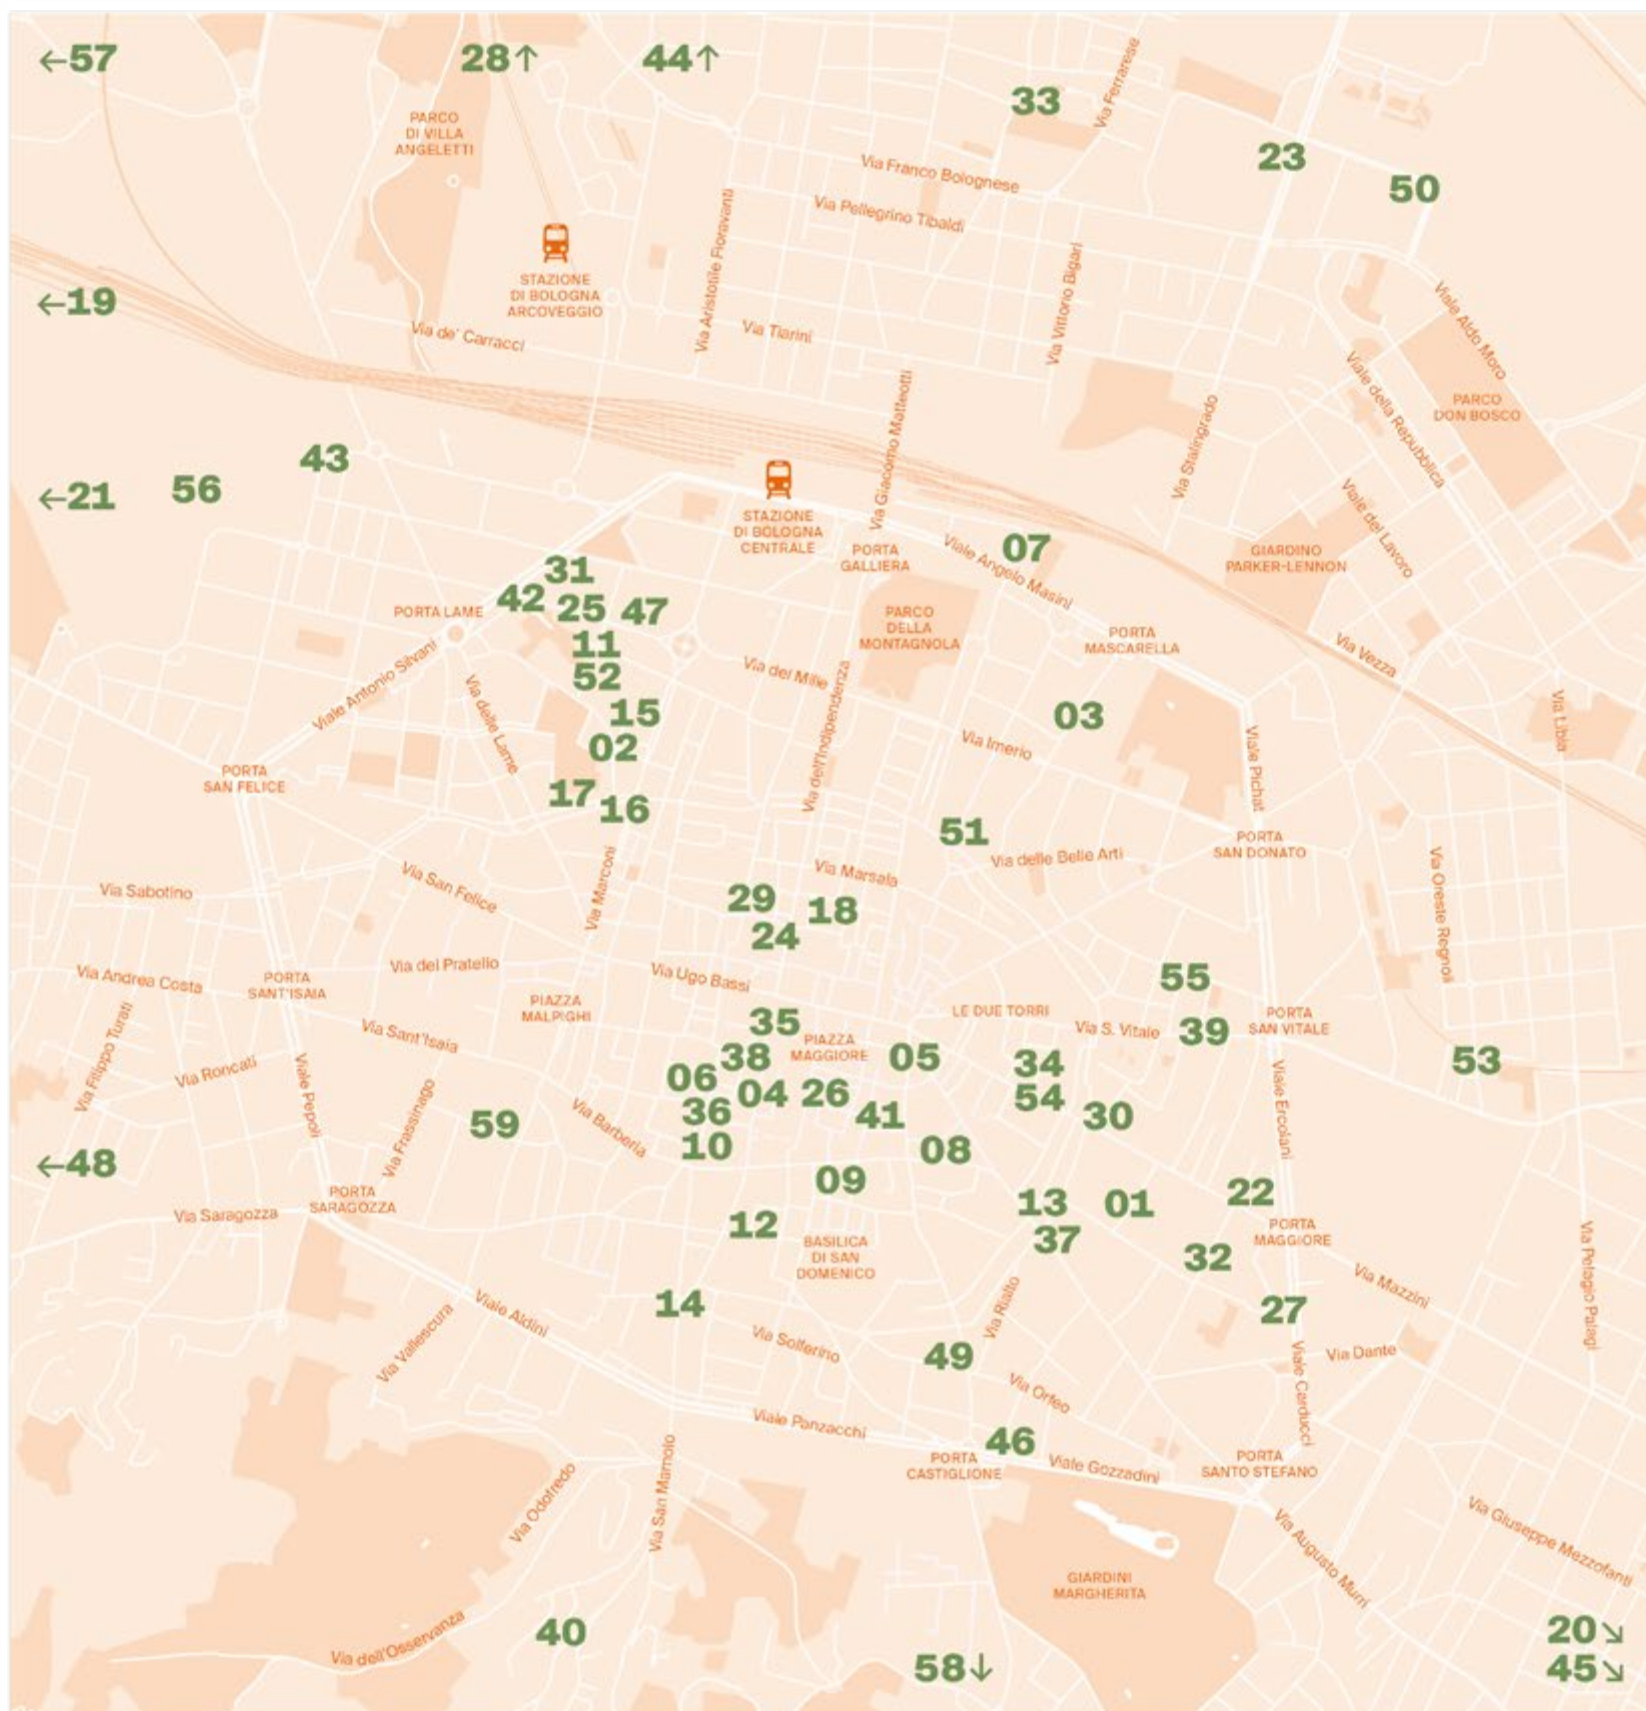 ←57
28↑
44↑
33
Via Ferrarese
PARCO
DI VILLA
ANGELETTI
23
50
Via Franco Bolognese
Via Pellegrino Tibaldi
Via Aristotile Fioravanti
Via Vittorio Bigari
STAZIONE
DI BOLOGNA
ARCOVEGGIO
←19
Via de' Carracci
Via Tiarini
Viale Aldo Moro
Viale della Repubblica
PARCO
DON BOSCO
Via Giacomo Matteotti
Via Stalingrado
43
56
←21
STAZIONE
DI BOLOGNA
CENTRALE
PORTA
GALLIERA
Viale Angelo Masini
07
GIARDINO
PARKER-LENNON
Viale del Lavoro
31
42
25
47
PORTA LAME
11
52
PARCO
DELLA
MONTAGNOLA
PORTA
MASCARELLA
Via Vezza
Viale Antonio Silvani
Via delle Lame
Via dei Mille
Via dell'Indipendenza
15
02
03
Via Irnerio
Viale Pichat
Via Libia
PORTA
SAN FELICE
17
16
51
Via delle Belle Arti
PORTA
SAN DONATO
Via Oreste Regnoli
Via Sabotino
Via San Felice
Via Marconi
Via Marsala
29
18
24
Via Andrea Costa
PORTA
SANT'ISAIA
Via del Pratello
Via Ugo Bassi
55
PIAZZA
MALPIGHI
LE DUE TORRI
Via S. Vitale
39
PORTA
SAN VITALE
Via Filippo Turati
Via Roncati
Via Sant'Isaia
35
PIAZZA
MAGGIORE
38
05
34
53
06
04
26
54
36
41
30
Viale Pepoli
Via Frassinago
59
Via Barberia
10
08
Viale Ercolani
←48
09
22
PORTA
SARAGOZZA
Via Saragozza
12
13
01
37
PORTA
MAGGIORE
32
BASILICA
DI SAN
DOMENICO
Via Mazzini
Via Pelagio Palagi
14
27
Viale Aldini
Via Vallescura
Via Solferino
Via Rialto
49
Via Dante
Viale Carducci
Via Orfeo
Viale Panzacchi
46
PORTA
CASTIGLIONE
Viale Gozzadini
PORTA
SANTO STEFANO
Via Odofredo
Via San Mamolo
Via Augusto Murri
Via Giuseppe Mezzofanti
GIARDINI
MARGHERITA
Via dell'Osservanza
40
58↓
20↘
45↘